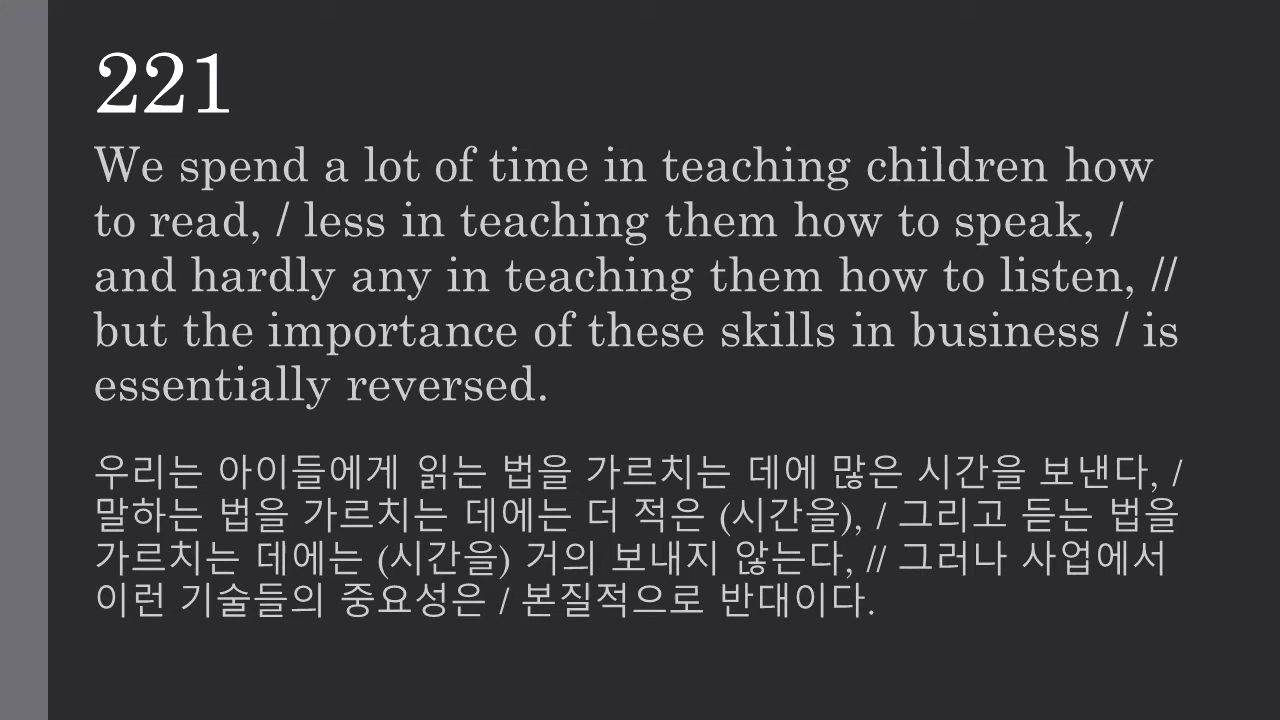 221
We spend a lot of time in teaching children how
to read, / less in teaching them how to speak, /
and hardly any in teaching them how to listen, //
but the importance of these skills in business / is
essentially reversed.
우리는 아이들에게 읽는 법을 가르치는 데에 많은 시간을 보낸다, /
말하는 법을 가르치는 데에는 더 적은 (시간을), / 그리고 듣는 법을
가르치는 데에는 (시간을) 거의 보내지 않는다, // 그러나 사업에서
이런 기술들의 중요성은 / 본질적으로 반대이다.